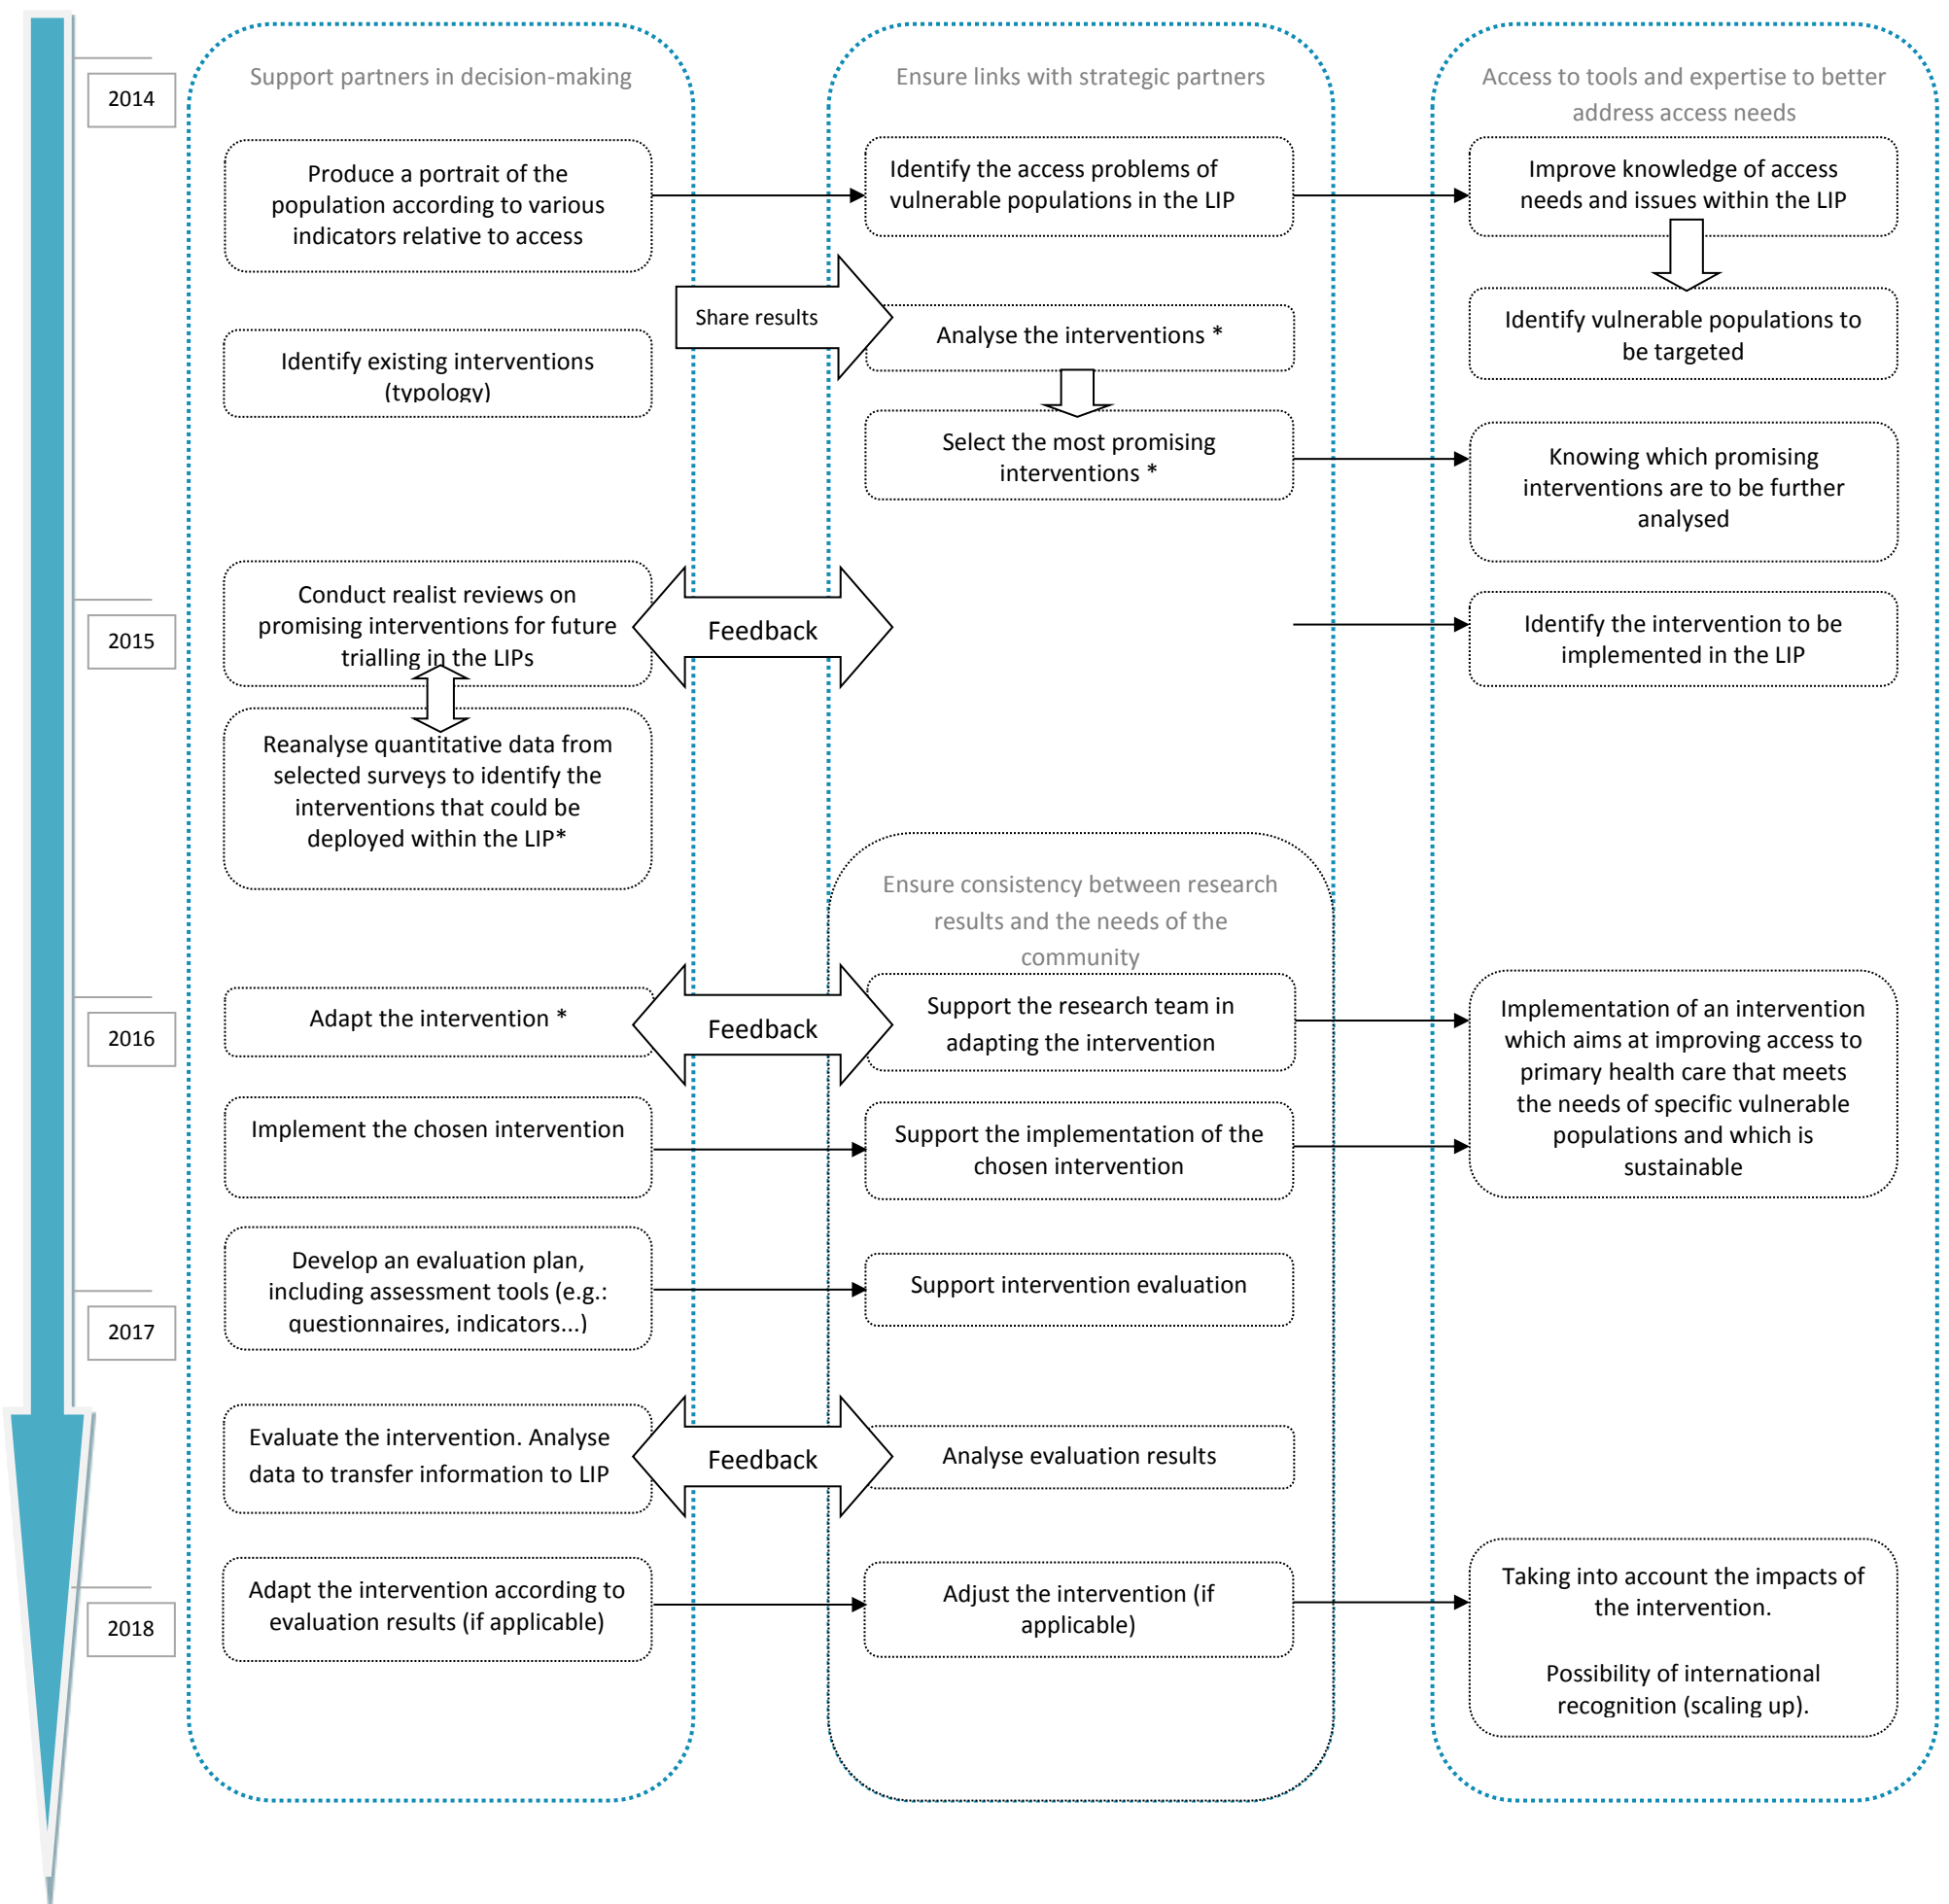 2014
Support partners in decision-making
Ensure links with strategic partners
Access to tools and expertise to better
address access needs
Produce a portrait of the
population according to various
indicators relative to access
Identify the access problems of
vulnerable populations in the LIP
Improve knowledge of access
needs and issues within the LIP
Share results
Identify existing interventions
(typology)
Analyse the interventions *
Identify vulnerable populations to
be targeted
Select the most promising
interventions *
Knowing which promising
interventions are to be further
analysed
2015
Conduct realist reviews on
promising interventions for future
trialling in the LIPs
Feedback
Identify the intervention to be
implemented in the LIP
Reanalyse quantitative data from
selected surveys to identify the
interventions that could be
deployed within the LIP*
Ensure consistency between research
results and the needs of the
community
2016
Adapt the intervention *
Feedback
Support the research team in
adapting the intervention
Implementation of an intervention
which aims at improving access to
primary health care that meets
the needs of specific vulnerable
populations and which is
sustainable
Implement the chosen intervention
Support the implementation of the
chosen intervention
2017
Develop an evaluation plan,
including assessment tools (e.g.:
questionnaires, indicators...)
Support intervention evaluation
Evaluate the intervention. Analyse
data to transfer information to LIP
Feedback
Analyse evaluation results
2018
Adapt the intervention according to
evaluation results (if applicable)
Adjust the intervention (if
applicable)
Taking into account the impacts of
the intervention.
Possibility of international
recognition (scaling up).